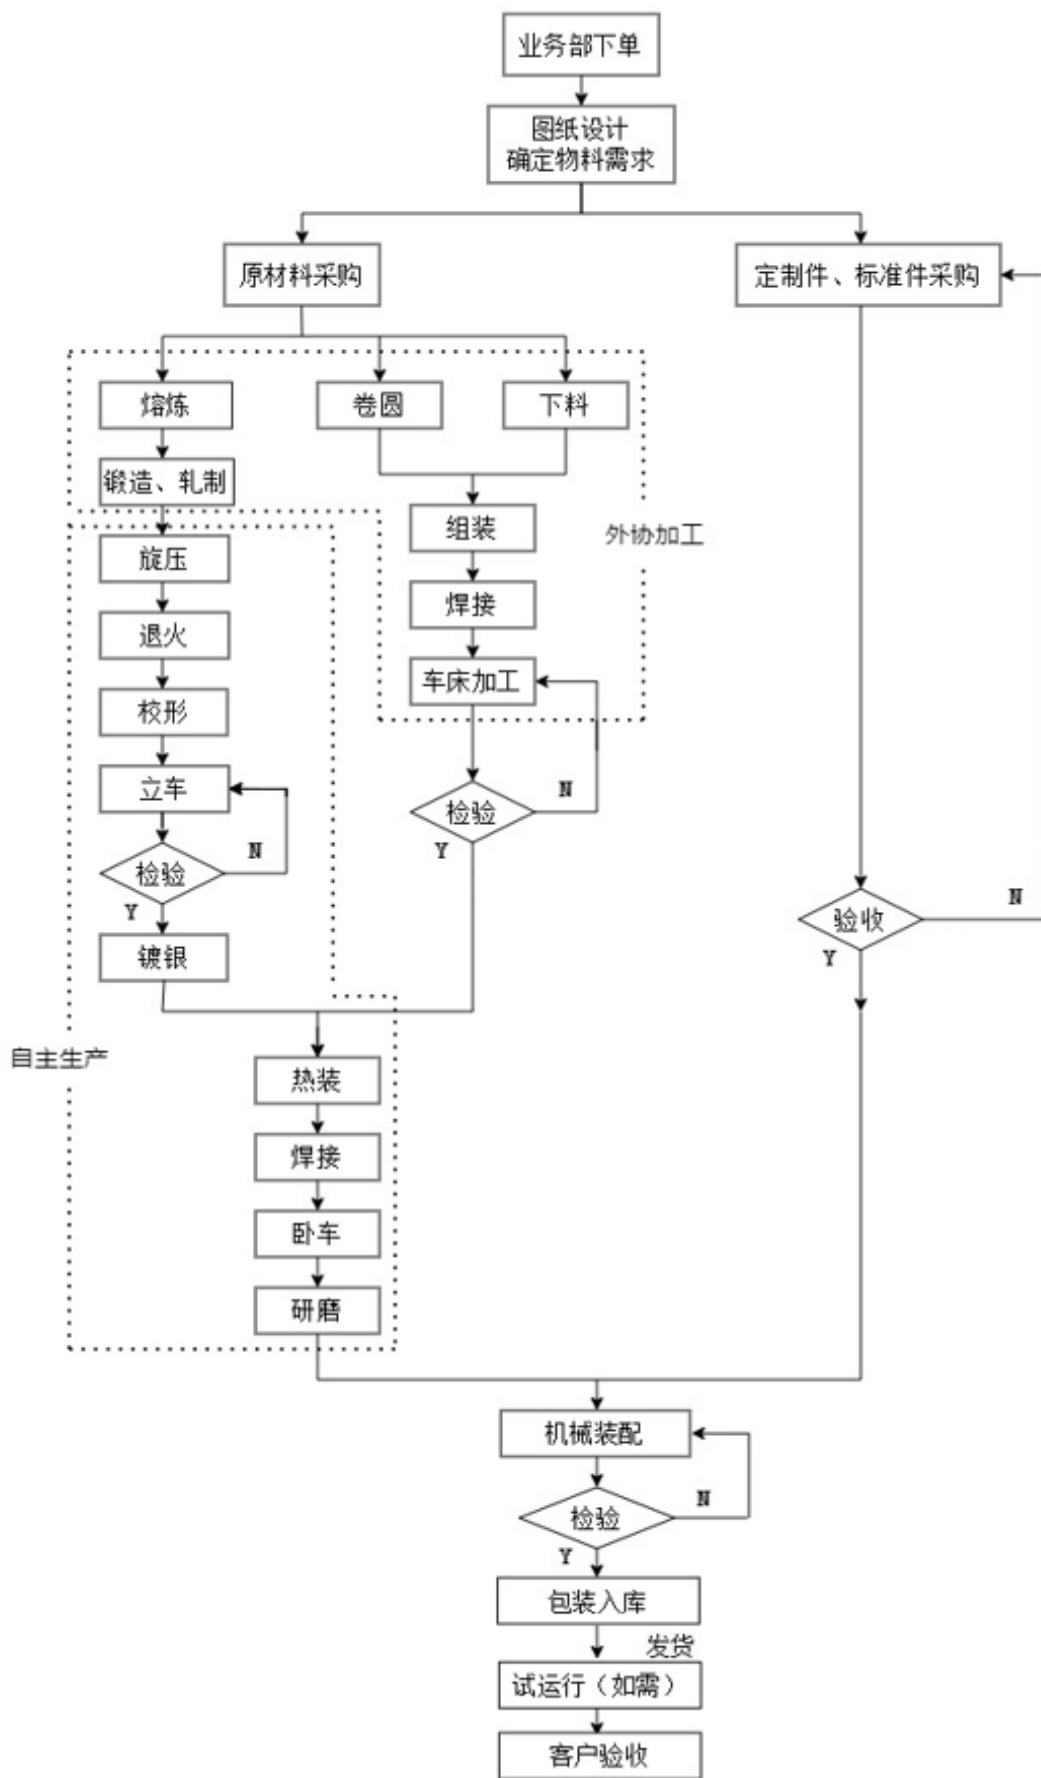 业务部下单
图纸设计
确定物料需求
原材料采购
定制件、标准件采购
熔炼
卷圆
下料
锻造、轧制
组装
外协加工
旋压
焊接
退火
车床加工
校形
立车
检验
N
Y
检验
N
Y
验收
N
Y
镀银
自主生产
热装
焊接
卧车
研磨
机械装配
检验
N
Y
包装入库
发货
试运行（如需）
客户验收